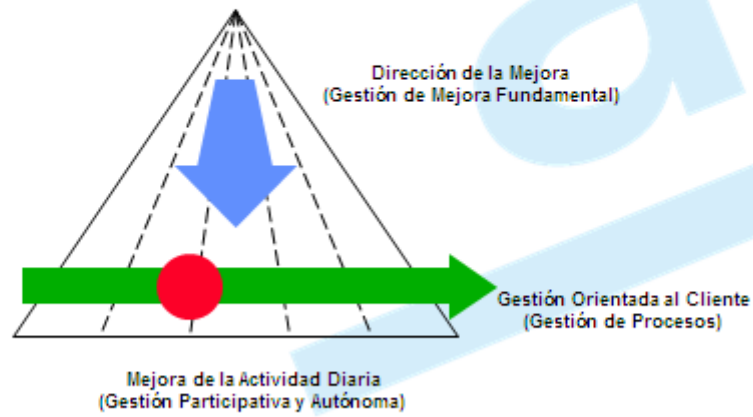 Dirección de la Mejora
(Gestión de Mejora Fundamental)
Gestión Orientada al Cliente
(Gestión de Procesos)
Mejora de la Actividad Diaria
(Gestión Participativa y Autónoma)